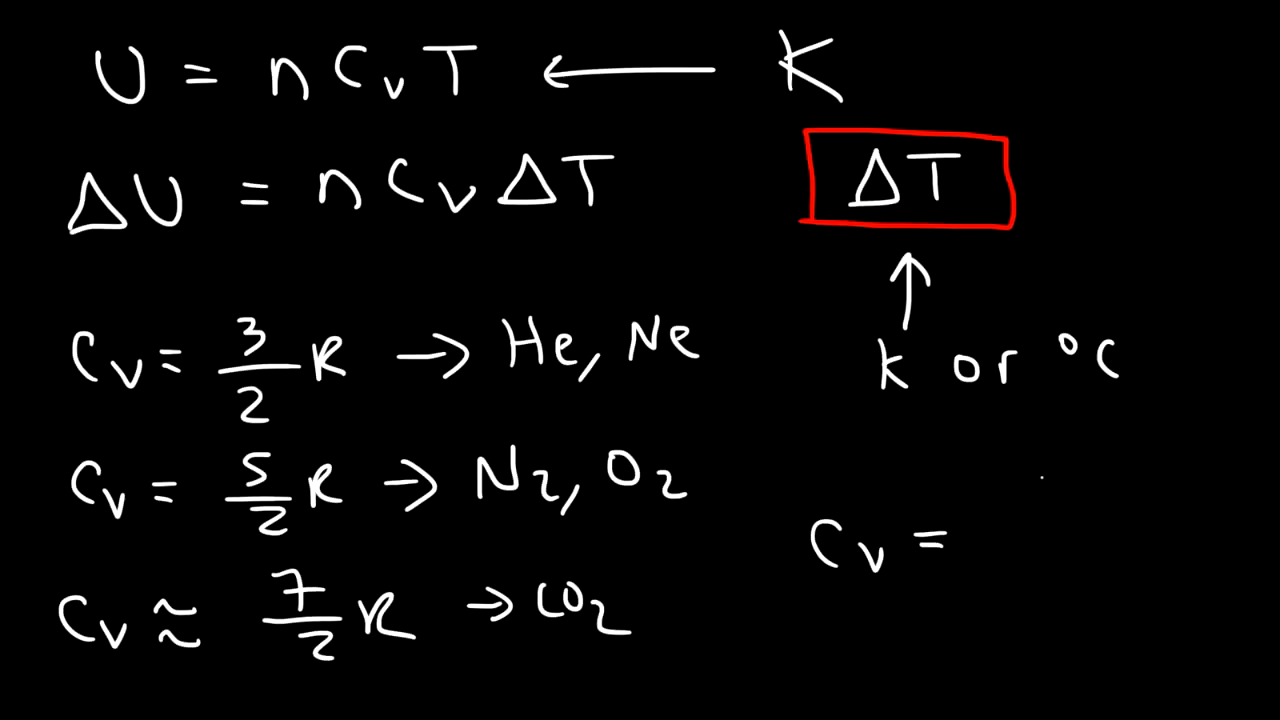 U = nCᵥT ← K
ΔU = nCᵥΔT
ΔT
↑
K or °C
Cᵥ = 3/2 R → He, Ne
Cᵥ = 5/2 R → N₂, O₂
Cᵥ ≈ 7/2 R → CO₂
Cᵥ =